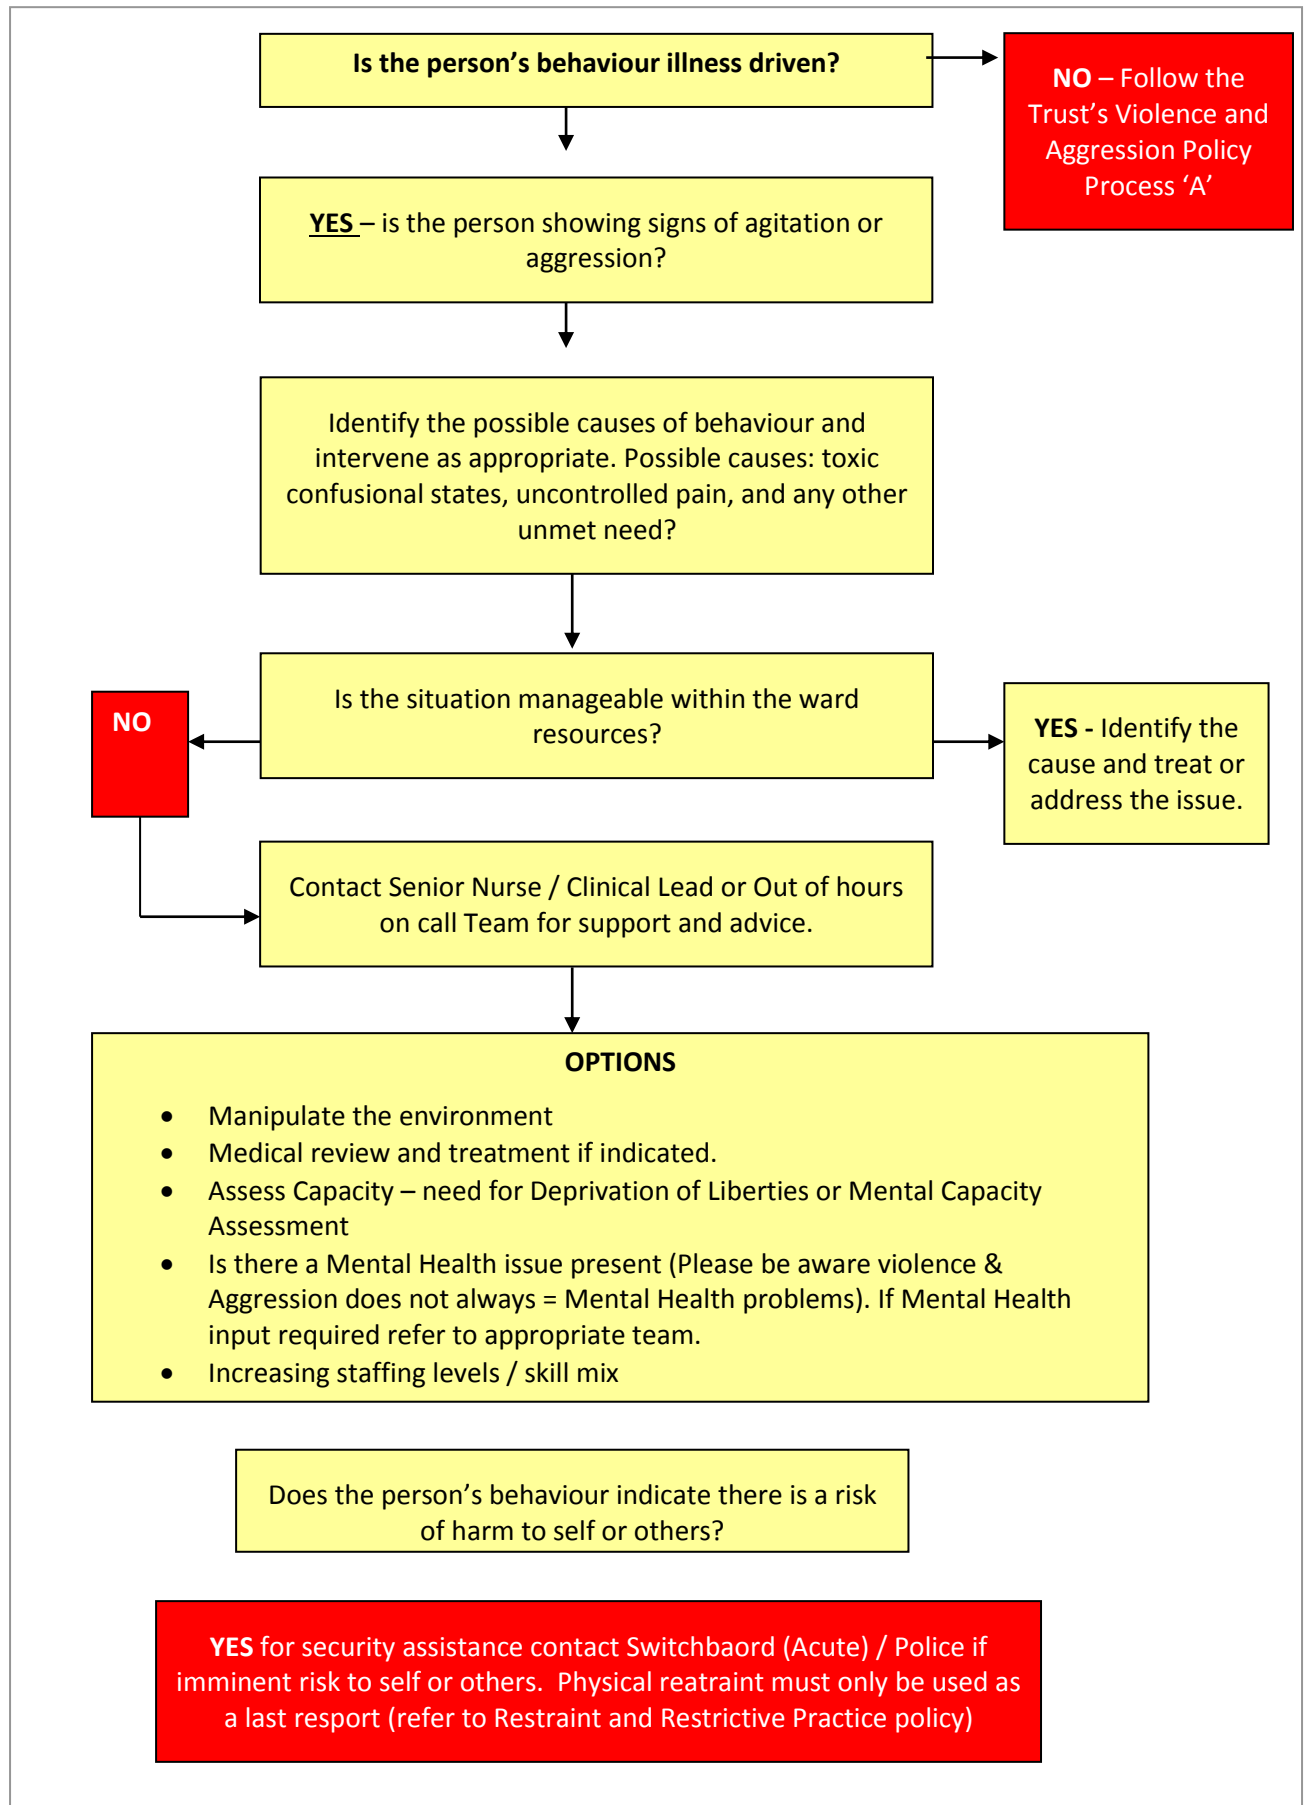 Is the person’s behaviour illness driven?
NO – Follow the
Trust’s Violence and
Aggression Policy
Process ‘A’
YES – is the person showing signs of agitation or
aggression?
Identify the possible causes of behaviour and
intervene as appropriate. Possible causes: toxic
confusional states, uncontrolled pain, and any other
unmet need?
Is the situation manageable within the ward
resources?
NO
YES - Identify the
cause and treat or
address the issue.
Contact Senior Nurse / Clinical Lead or Out of hours
on call Team for support and advice.
OPTIONS
• Manipulate the environment
• Medical review and treatment if indicated.
• Assess Capacity – need for Deprivation of Liberties or Mental Capacity
Assessment
• Is there a Mental Health issue present (Please be aware violence &
Aggression does not always = Mental Health problems). If Mental Health
input required refer to appropriate team.
• Increasing staffing levels / skill mix
Does the person’s behaviour indicate there is a risk
of harm to self or others?
YES for security assistance contact Switchbaord (Acute) / Police if
imminent risk to self or others.  Physical reatraint must only be used as
a last resport (refer to Restraint and Restrictive Practice policy)